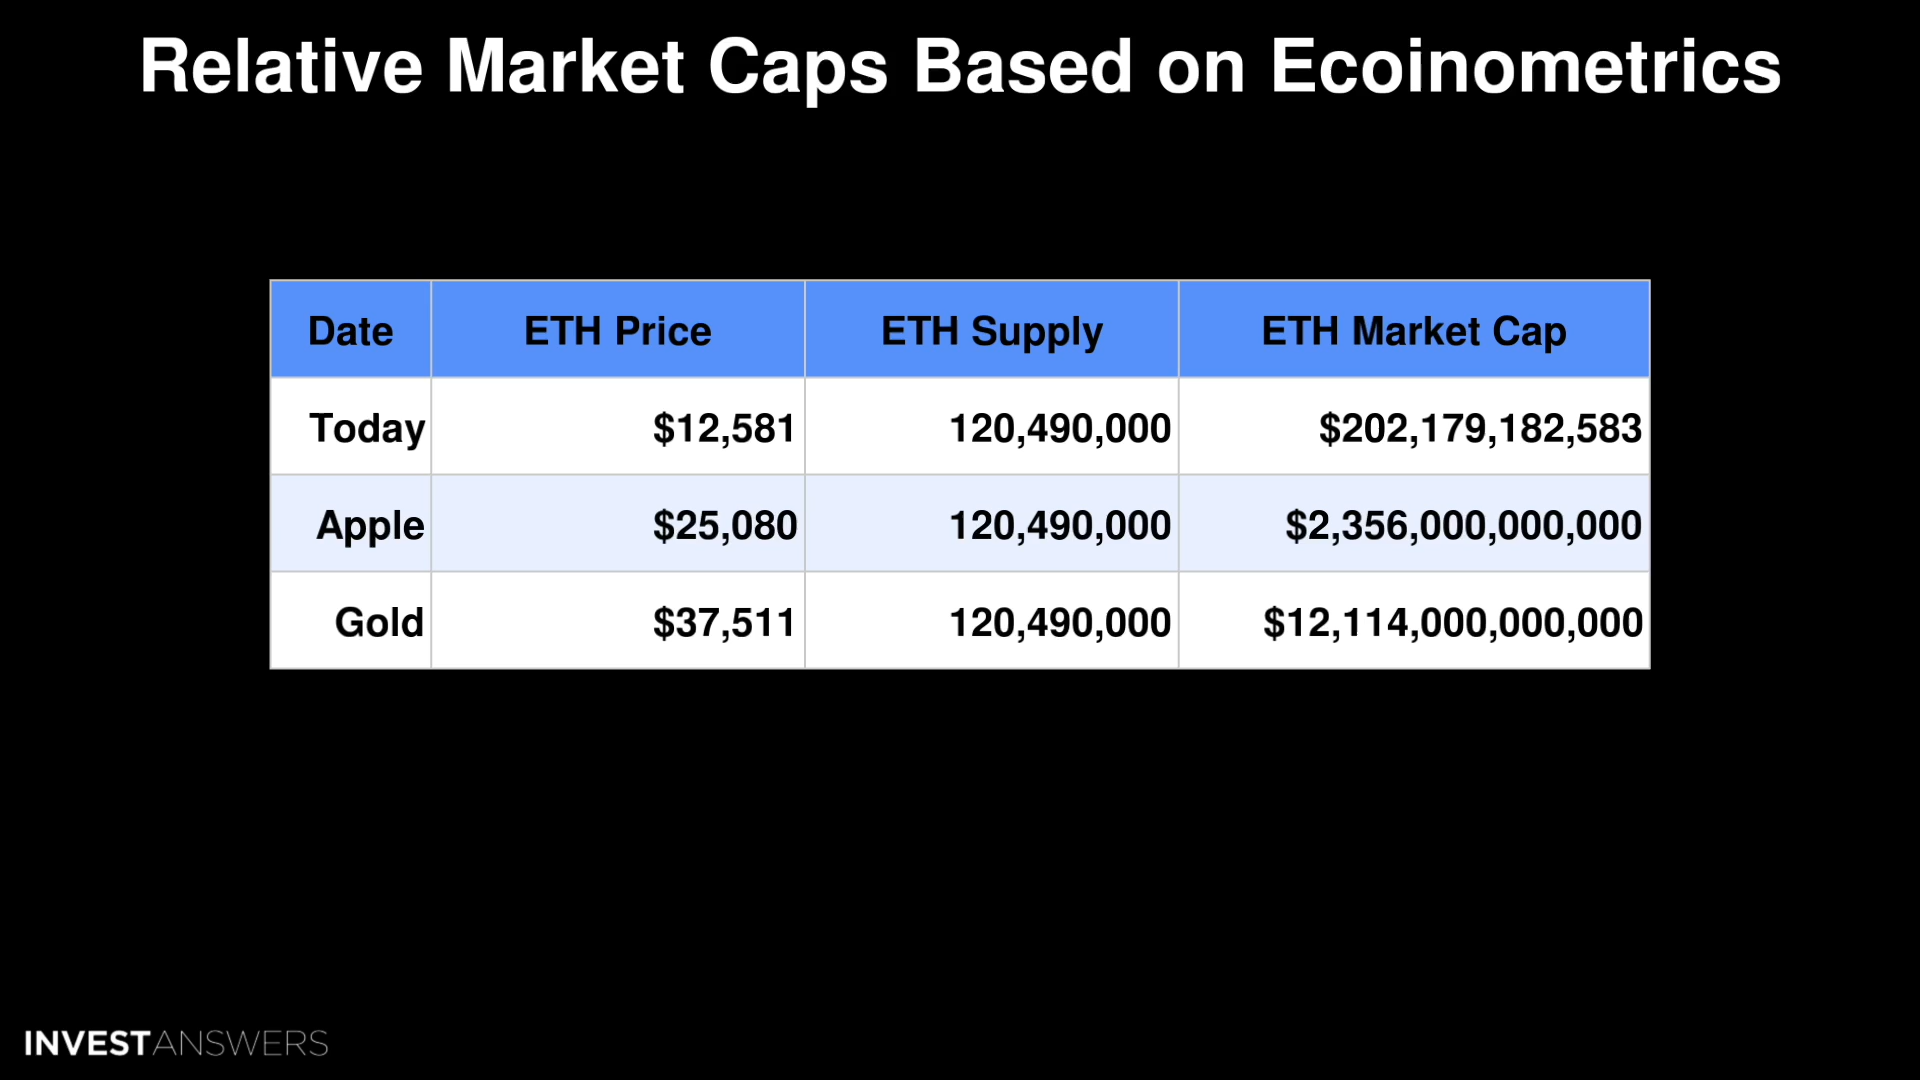 Relative Market Caps Based on Ecoinometrics
Date ETH Price ETH Supply ETH Market Cap
Today $12,581 120,490,000 $202,179,182,583
Apple $25,080 120,490,000 $2,356,000,000,000
Gold $37,511 120,490,000 $12,114,000,000,000
INVESTANSWERS